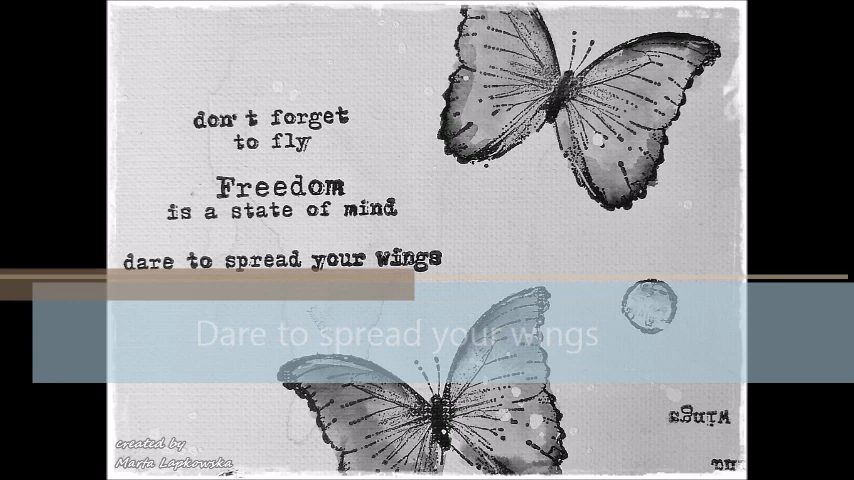 don't forget
to fly
Freedom
is a state of mind
dare to spread your wings
Dare to spread your wings
wings
created by
Marta Lapkowska